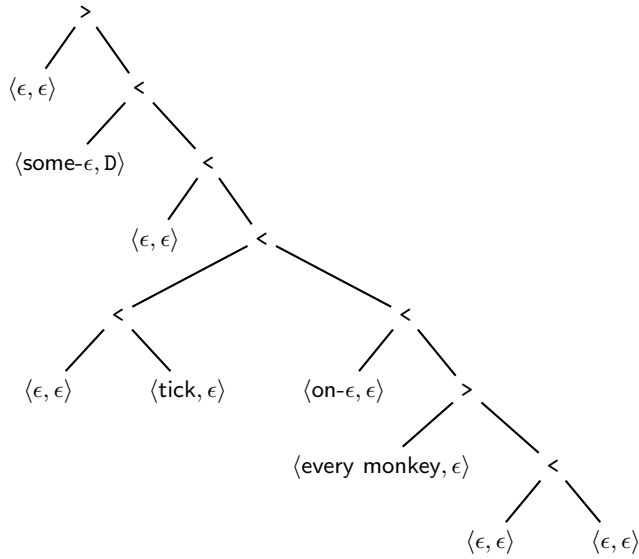 >
⟨ϵ, ϵ⟩ <
⟨some-ϵ, D⟩ <
⟨ϵ, ϵ⟩ <
< <
⟨ϵ, ϵ⟩ ⟨tick, ϵ⟩ ⟨on-ϵ, ϵ⟩ >
⟨every monkey, ϵ⟩ <
⟨ϵ, ϵ⟩ ⟨ϵ, ϵ⟩